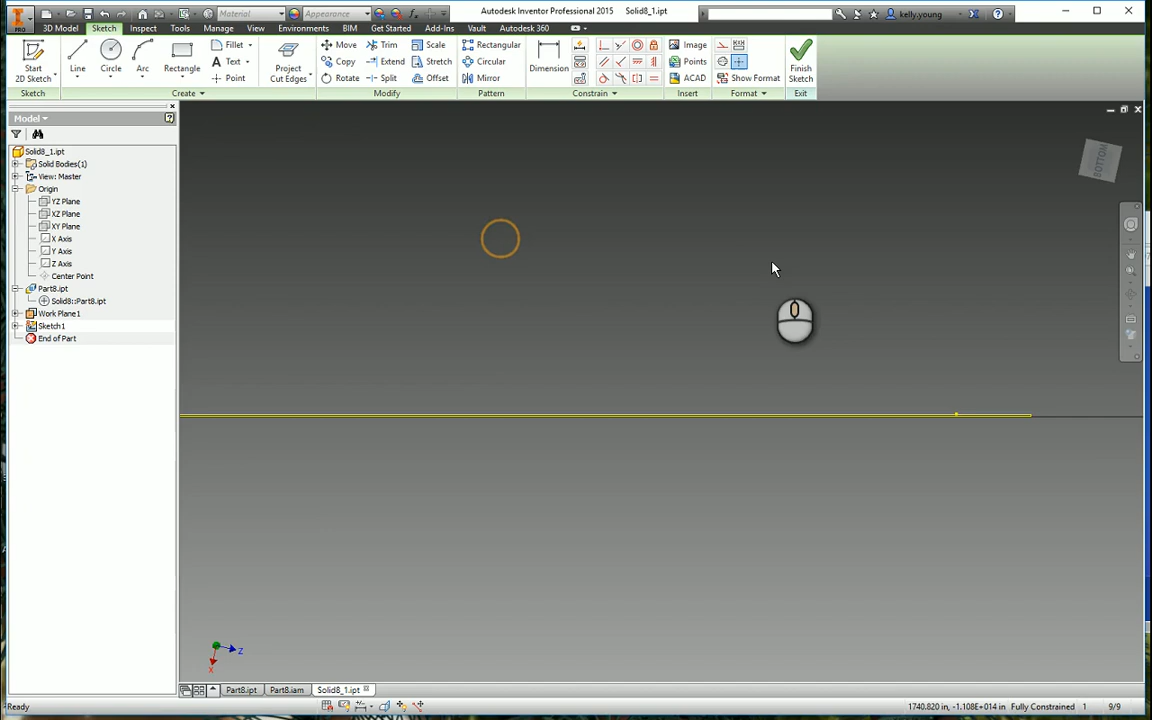 Material
Appearance
Autodesk Inventor Professional 2015 Solid8_1.ipt
kelly.young
PRO
3D Model Sketch Inspect Tools Manage View Environments BIM Get Started Add-Ins Vault Autodesk 360
Start
2D Sketch
Line
Circle
Arc
Rectangle
Fillet
Text
Point
Project
Cut Edges
Move
Copy
Rotate
Trim
Extend
Split
Scale
Stretch
Offset
Rectangular
Circular
Mirror
Dimension
Image
Points
ACAD
Show Format
Finish
Sketch
Sketch Create Modify Pattern Constrain Insert Format Exit
Model
Solid8_1.ipt
Solid Bodies(1)
View: Master
Origin
YZ Plane
XZ Plane
XY Plane
X Axis
Y Axis
Z Axis
Center Point
Part8.ipt
Solid8::Part8.ipt
Work Plane1
Sketch1
End of Part
BOTTOM
Z
X
Part8.ipt Part8.iam Solid8_1.ipt
Ready
1740.820 in, -1.108E+014 in Fully Constrained 1 9/9